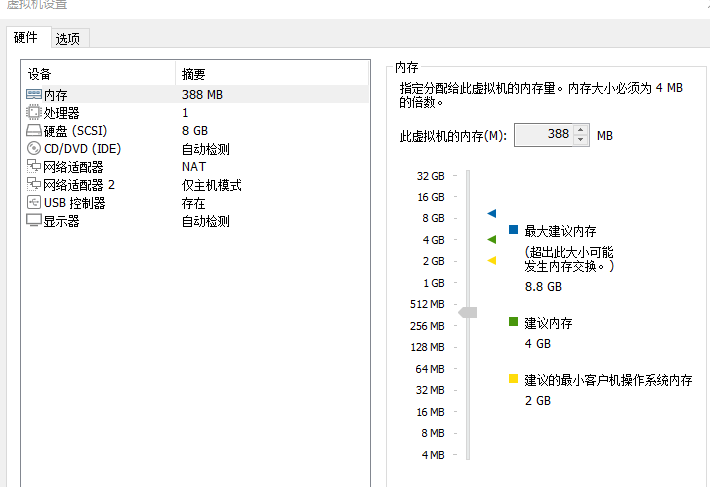 虚拟机设置
硬件
选项
设备
摘要
内存
388 MB
处理器
1
硬盘 (SCSI)
8 GB
CD/DVD (IDE)
自动检测
网络适配器
NAT
网络适配器 2
仅主机模式
USB 控制器
存在
显示器
自动检测
内存
指定分配给此虚拟机的内存量。内存大小必须为 4 MB
的倍数。
此虚拟机的内存(M): 388 MB
32 GB
16 GB
8 GB
4 GB
2 GB
1 GB
512 MB
256 MB
128 MB
64 MB
32 MB
16 MB
8 MB
4 MB
最大建议内存
(超出此大小可能
发生内存交换。)
8.8 GB
建议内存
4 GB
建议的最小客户机操作系统内存
2 GB